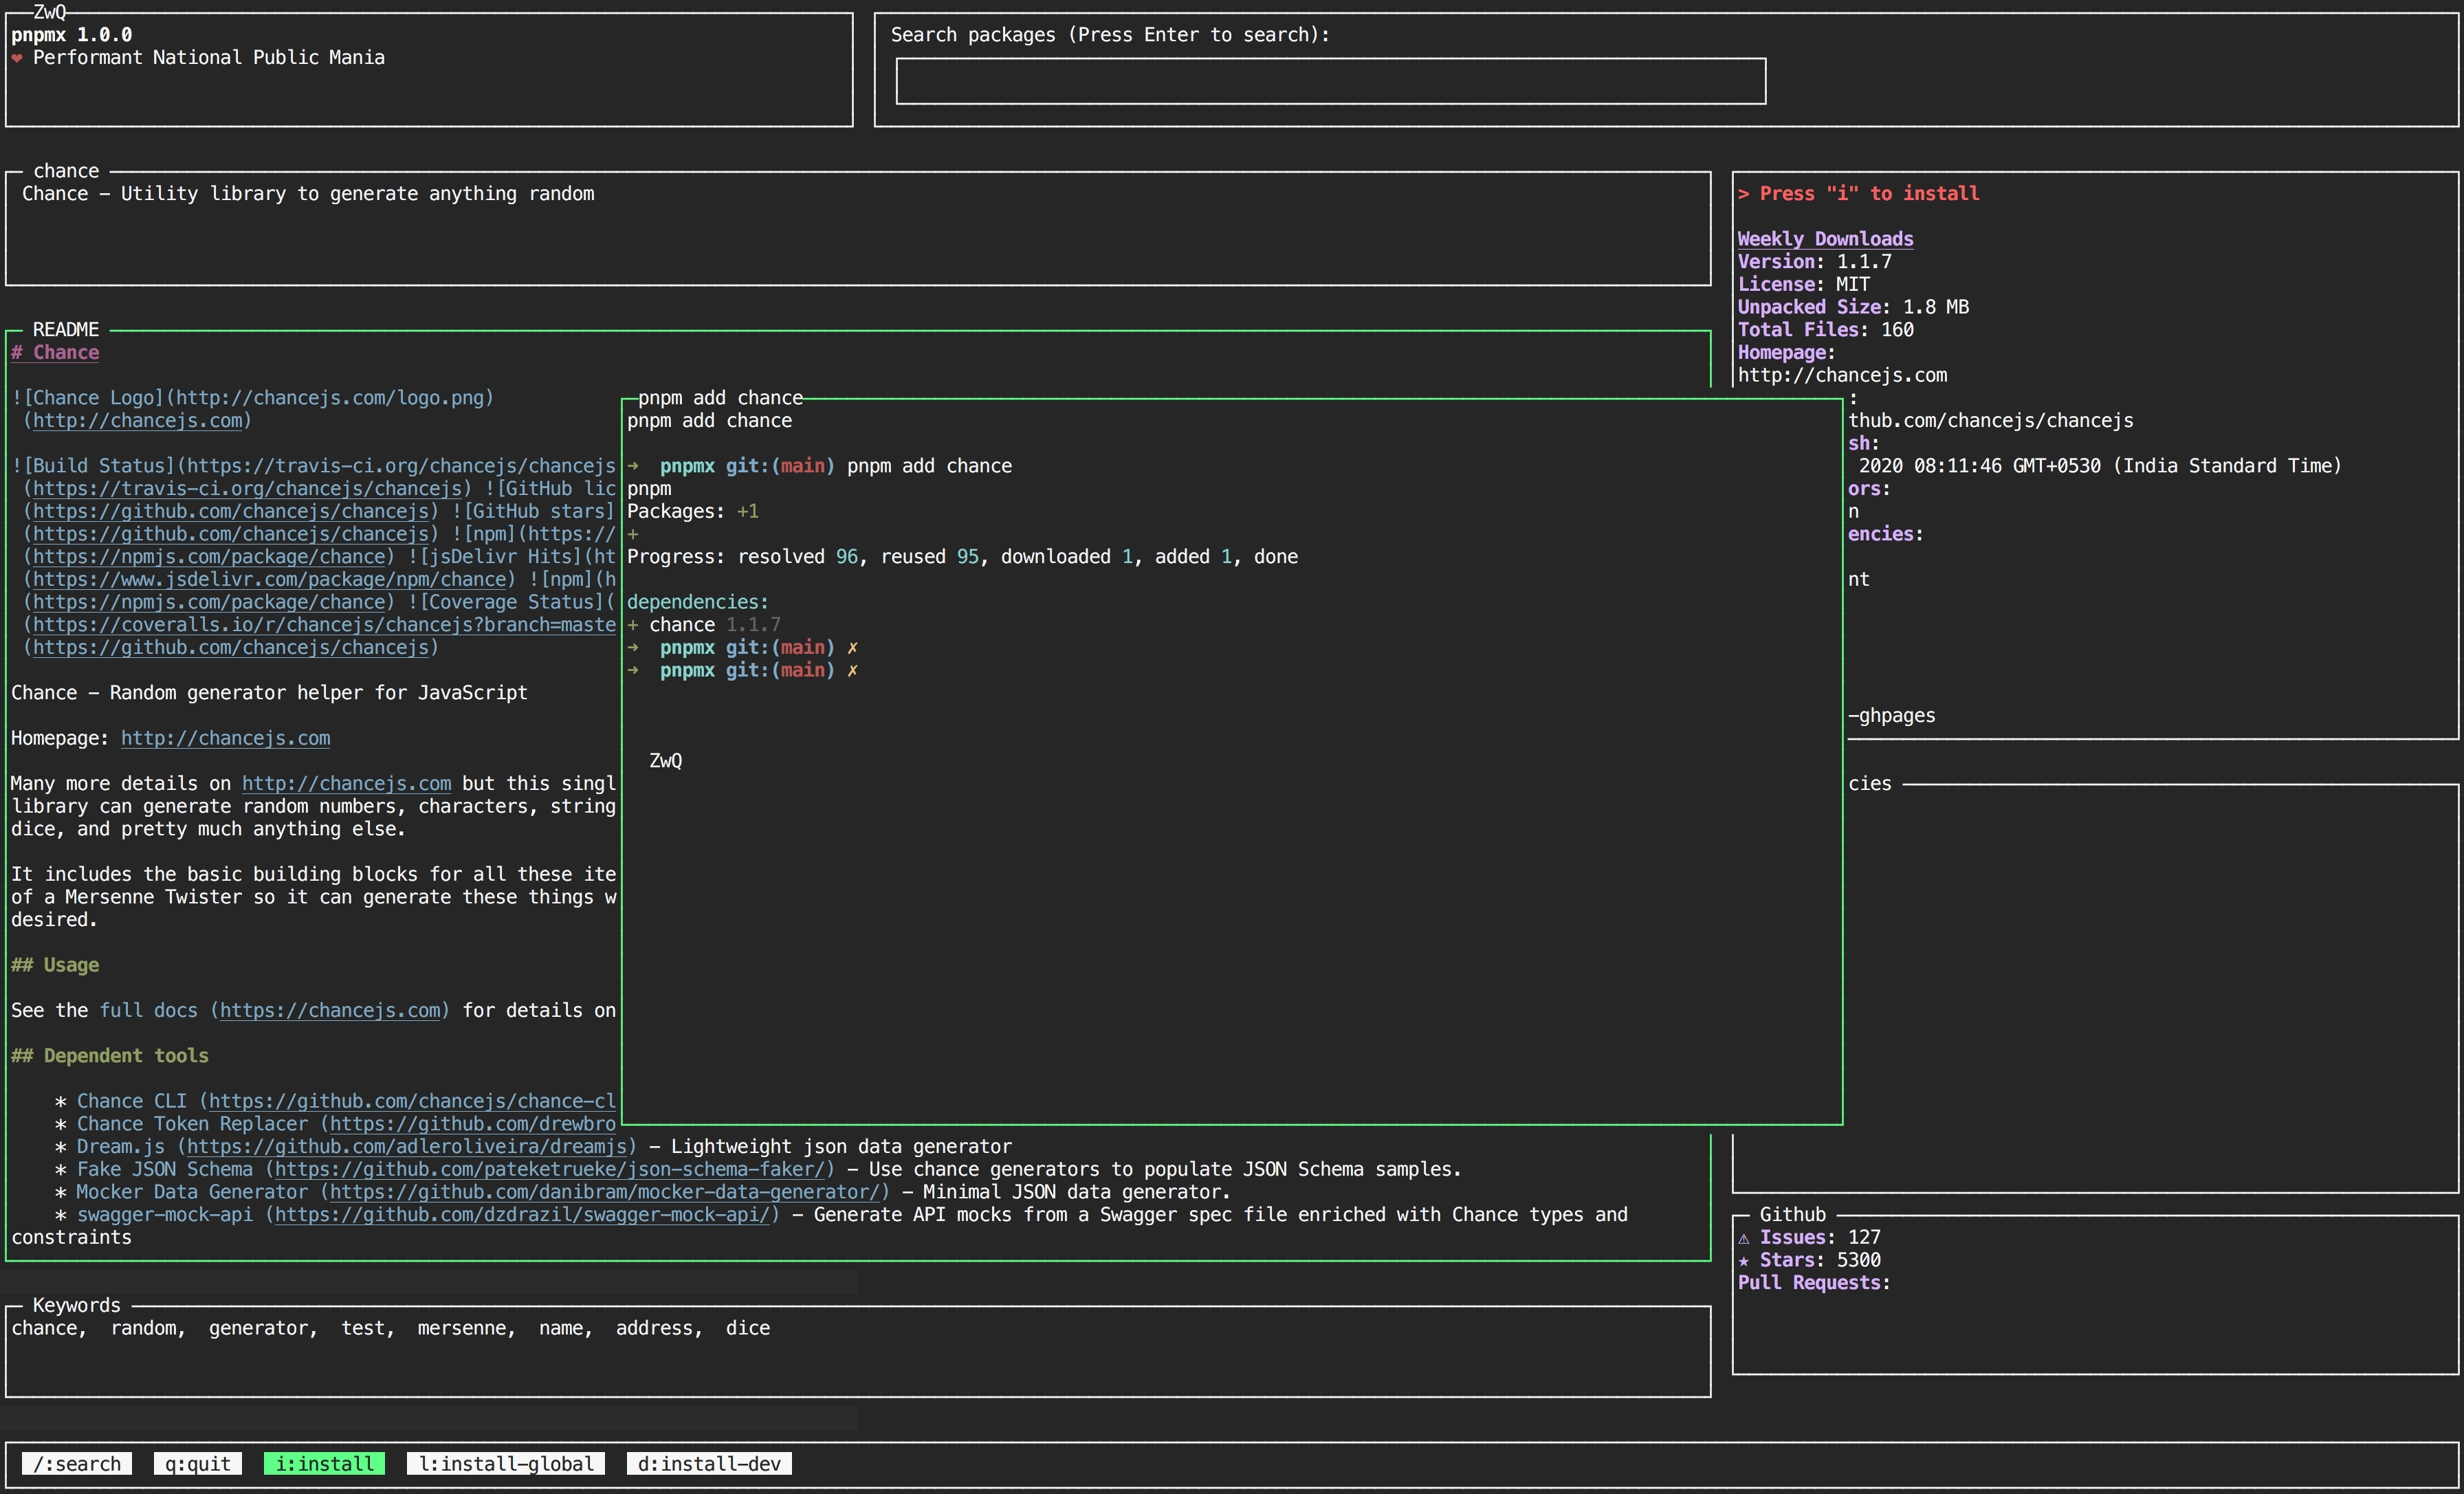 ZwQ
pnpmx 1.0.0
❤ Performant National Public Mania
Search packages (Press Enter to search):
chance
Chance – Utility library to generate anything random
> Press "i" to install
Weekly Downloads
Version: 1.1.7
License: MIT
Unpacked Size: 1.8 MB
Total Files: 160
Homepage:
http://chancejs.com
:
thub.com/chancejs/chancejs
sh:
2020 08:11:46 GMT+0530 (India Standard Time)
ors:
n
encies:
nt
-ghpages
cies
README
# Chance
![Chance Logo](http://chancejs.com/logo.png)
(http://chancejs.com)
![Build Status](https://travis-ci.org/chancejs/chancejs
(https://travis-ci.org/chancejs/chancejs) ![GitHub lic
(https://github.com/chancejs/chancejs) ![GitHub stars]
(https://github.com/chancejs/chancejs) ![npm](https://
(https://npmjs.com/package/chance) ![jsDelivr Hits](ht
(https://www.jsdelivr.com/package/npm/chance) ![npm](h
(https://npmjs.com/package/chance) ![Coverage Status](
(https://coveralls.io/r/chancejs/chancejs?branch=maste
(https://github.com/chancejs/chancejs)
Chance – Random generator helper for JavaScript
Homepage: http://chancejs.com
Many more details on http://chancejs.com but this singl
library can generate random numbers, characters, string
dice, and pretty much anything else.
It includes the basic building blocks for all these ite
of a Mersenne Twister so it can generate these things w
desired.
## Usage
See the full docs (https://chancejs.com) for details on
## Dependent tools
* Chance CLI (https://github.com/chancejs/chance-cl
* Chance Token Replacer (https://github.com/drewbro
* Dream.js (https://github.com/adleroliveira/dreamjs) – Lightweight json data generator
* Fake JSON Schema (https://github.com/pateketrueke/json-schema-faker/) – Use chance generators to populate JSON Schema samples.
* Mocker Data Generator (https://github.com/danibram/mocker-data-generator/) – Minimal JSON data generator.
* swagger-mock-api (https://github.com/dzdrazil/swagger-mock-api/) – Generate API mocks from a Swagger spec file enriched with Chance types and
constraints
pnpm add chance
pnpm add chance
➜ pnpmx git:(main) pnpm add chance
pnpm
Packages: +1
+
Progress: resolved 96, reused 95, downloaded 1, added 1, done
dependencies:
+ chance 1.1.7
➜ pnpmx git:(main) ✗
➜ pnpmx git:(main) ✗
ZwQ
Github
⚠ Issues: 127
★ Stars: 5300
Pull Requests:
Keywords
chance, random, generator, test, mersenne, name, address, dice
/:search q:quit i:install l:install-global d:install-dev